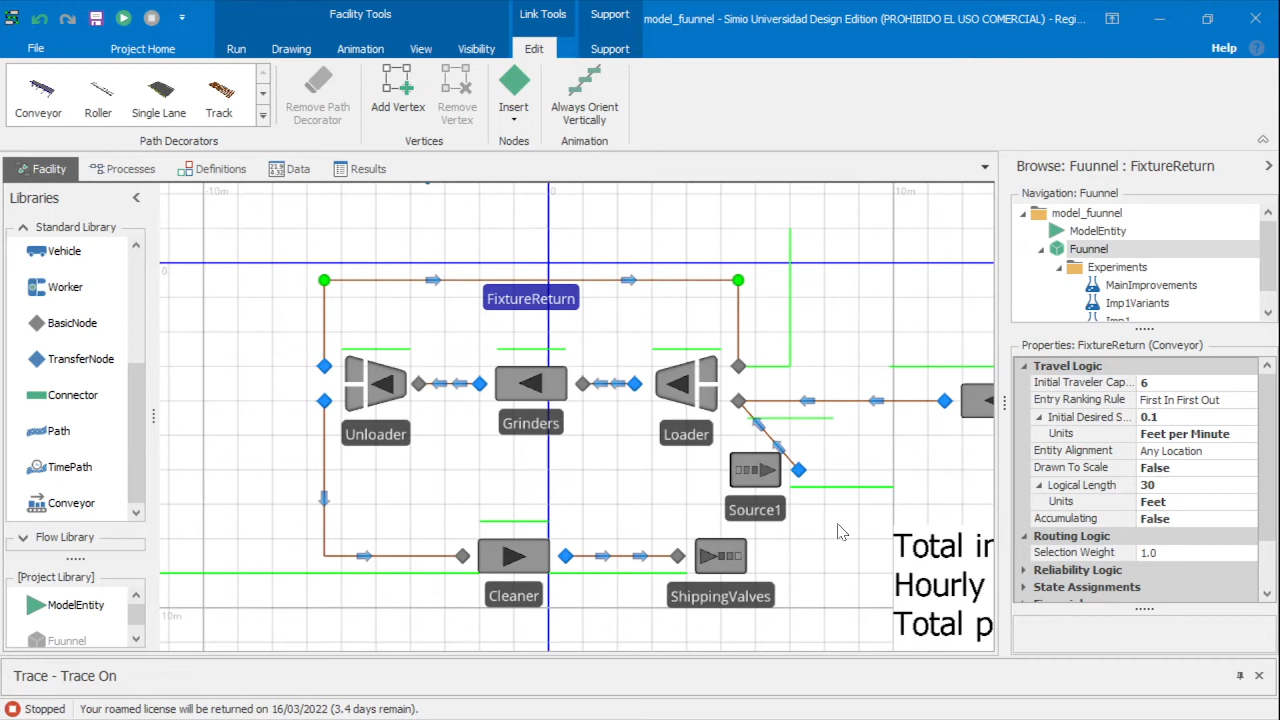 Facility Tools
Link Tools
Support
model_fuunnel - Simio Universidad Design Edition (PROHIBIDO EL USO COMERCIAL) - Regi...
File
Project Home
Run
Drawing
Animation
View
Visibility
Edit
Support
Help
Conveyor
Roller
Single Lane
Track
Remove Path Decorator
Add Vertex
Remove Vertex
Insert
Always Orient Vertically
Path Decorators
Vertices
Nodes
Animation
Facility
Processes
Definitions
Data
Results
Browse: Fuunnel : FixtureReturn
Libraries
Standard Library
Vehicle
Worker
BasicNode
TransferNode
Connector
Path
TimePath
Conveyor
Flow Library
[Project Library]
ModelEntity
Fuunnel
-10m
0
10m
0
10m
FixtureReturn
Unloader
Grinders
Loader
Source1
Cleaner
ShippingValves
Total in
Hourly
Total p
Navigation: Fuunnel
model_fuunnel
ModelEntity
Fuunnel
Experiments
MainImprovements
Imp1Variants
Imp1
Properties: FixtureReturn (Conveyor)
Travel Logic
Initial Traveler Cap... 6
Entry Ranking Rule First In First Out
Initial Desired S... 0.1
Units Feet per Minute
Entity Alignment Any Location
Drawn To Scale False
Logical Length 30
Units Feet
Accumulating False
Routing Logic
Selection Weight 1.0
Reliability Logic
State Assignments
Trace - Trace On
Stopped
Your roamed license will be returned on 16/03/2022 (3.4 days remain).